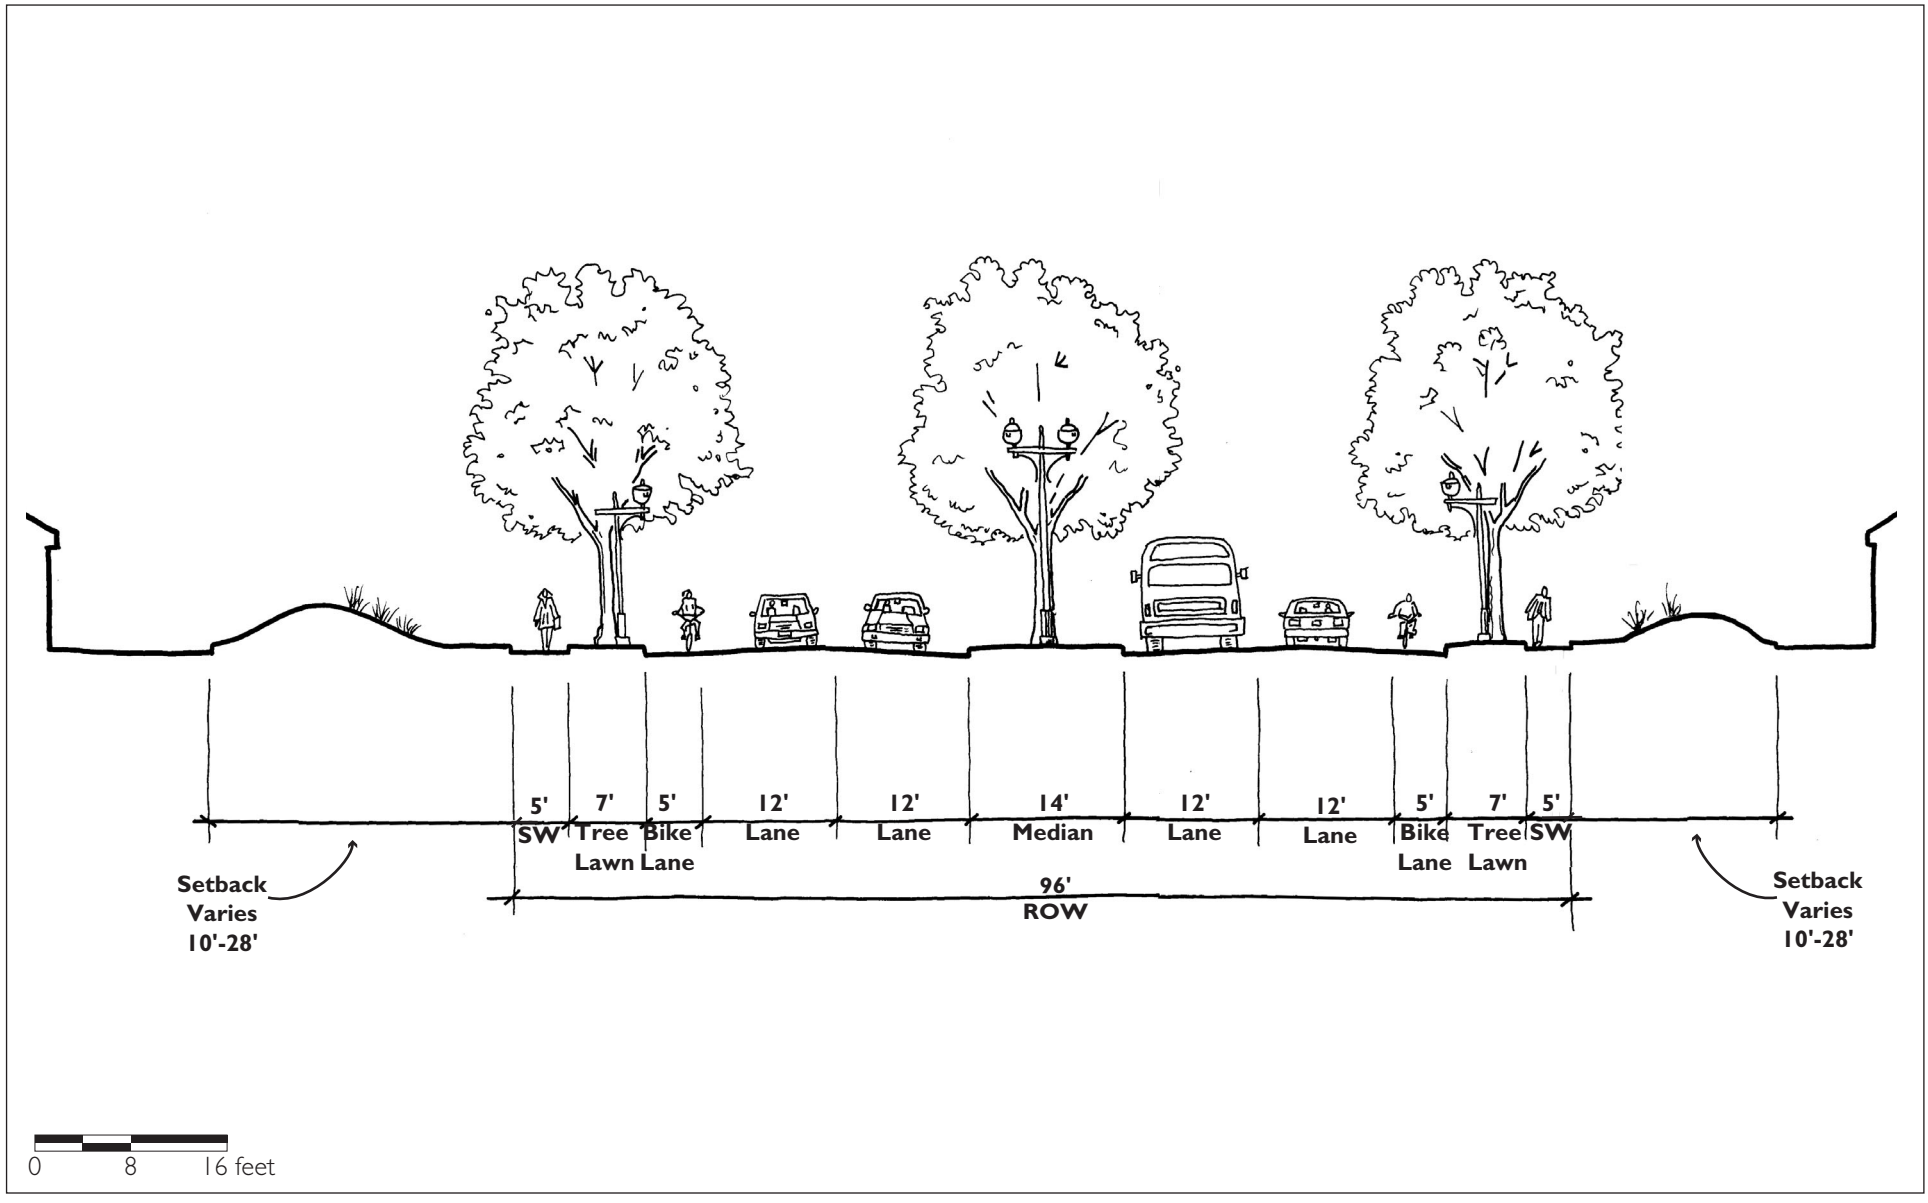 5' 7' 5' 12' 12' 14' 12' 12' 5' 7' 5'
SW Tree Bike Lane Lane Median Lane Lane Bike Tree SW
Lawn Lane Lane Lawn
96'
ROW
Setback
Varies
10'-28'
Setback
Varies
10'-28'
0 8 16 feet